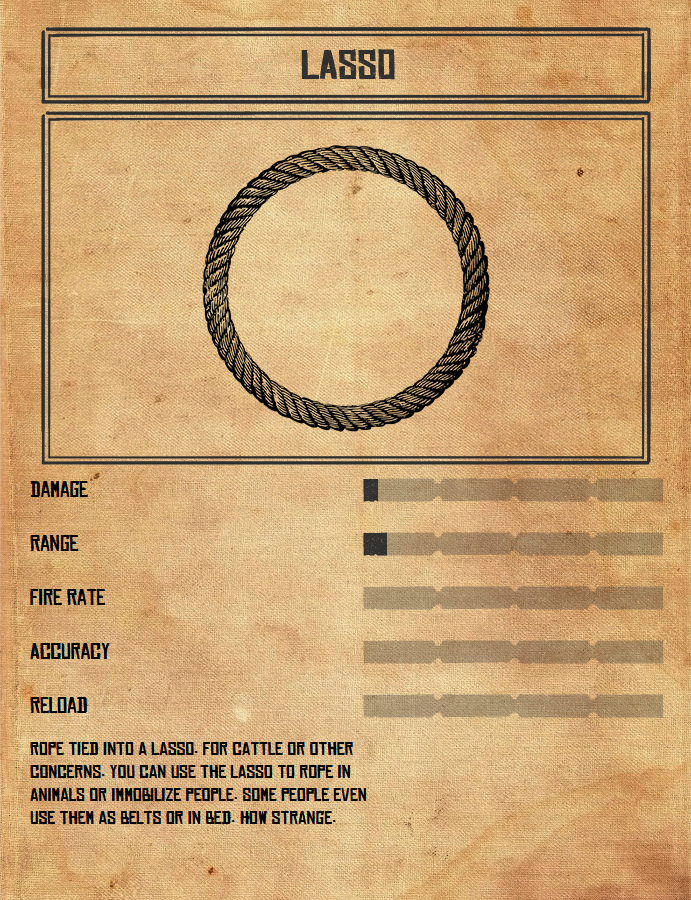 LASSO
DAMAGE
RANGE
FIRE RATE
ACCURACY
RELOAD
ROPE TIED INTO A LASSO. FOR CATTLE OR OTHER
CONCERNS. YOU CAN USE THE LASSO TO ROPE IN
ANIMALS OR IMMOBILIZE PEOPLE. SOME PEOPLE EVEN
USE THEM AS BELTS OR IN BED. HOW STRANGE.